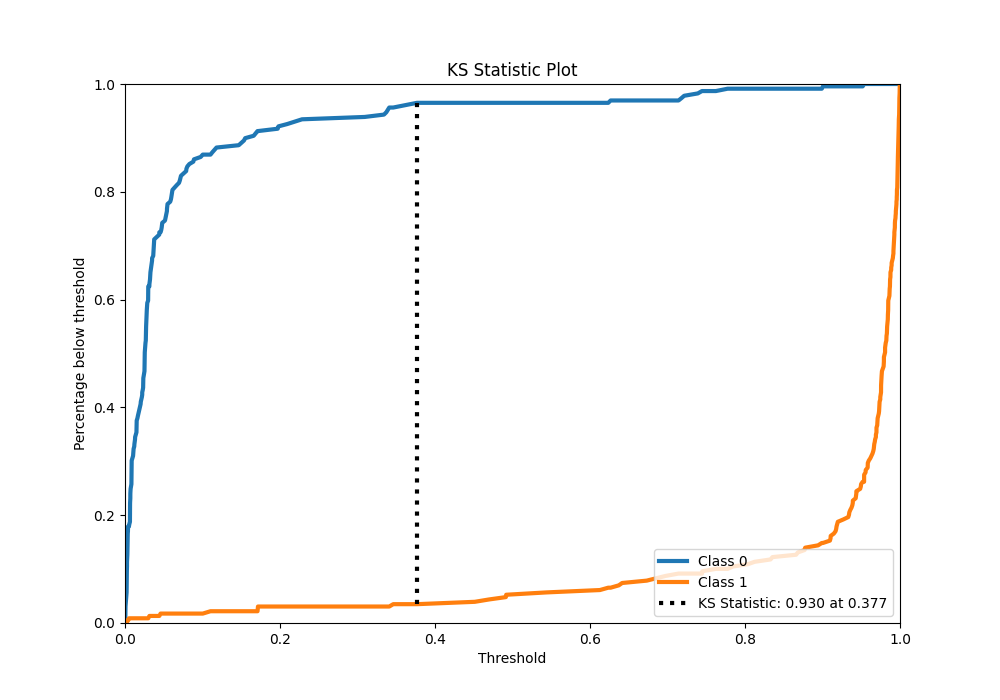 KS Statistic Plot
1.0
0.8
0.6
0.4
0.2
0.0
Percentage below threshold
0.0 0.2 0.4 0.6 0.8 1.0
Threshold
Class 0
Class 1
KS Statistic: 0.930 at 0.377